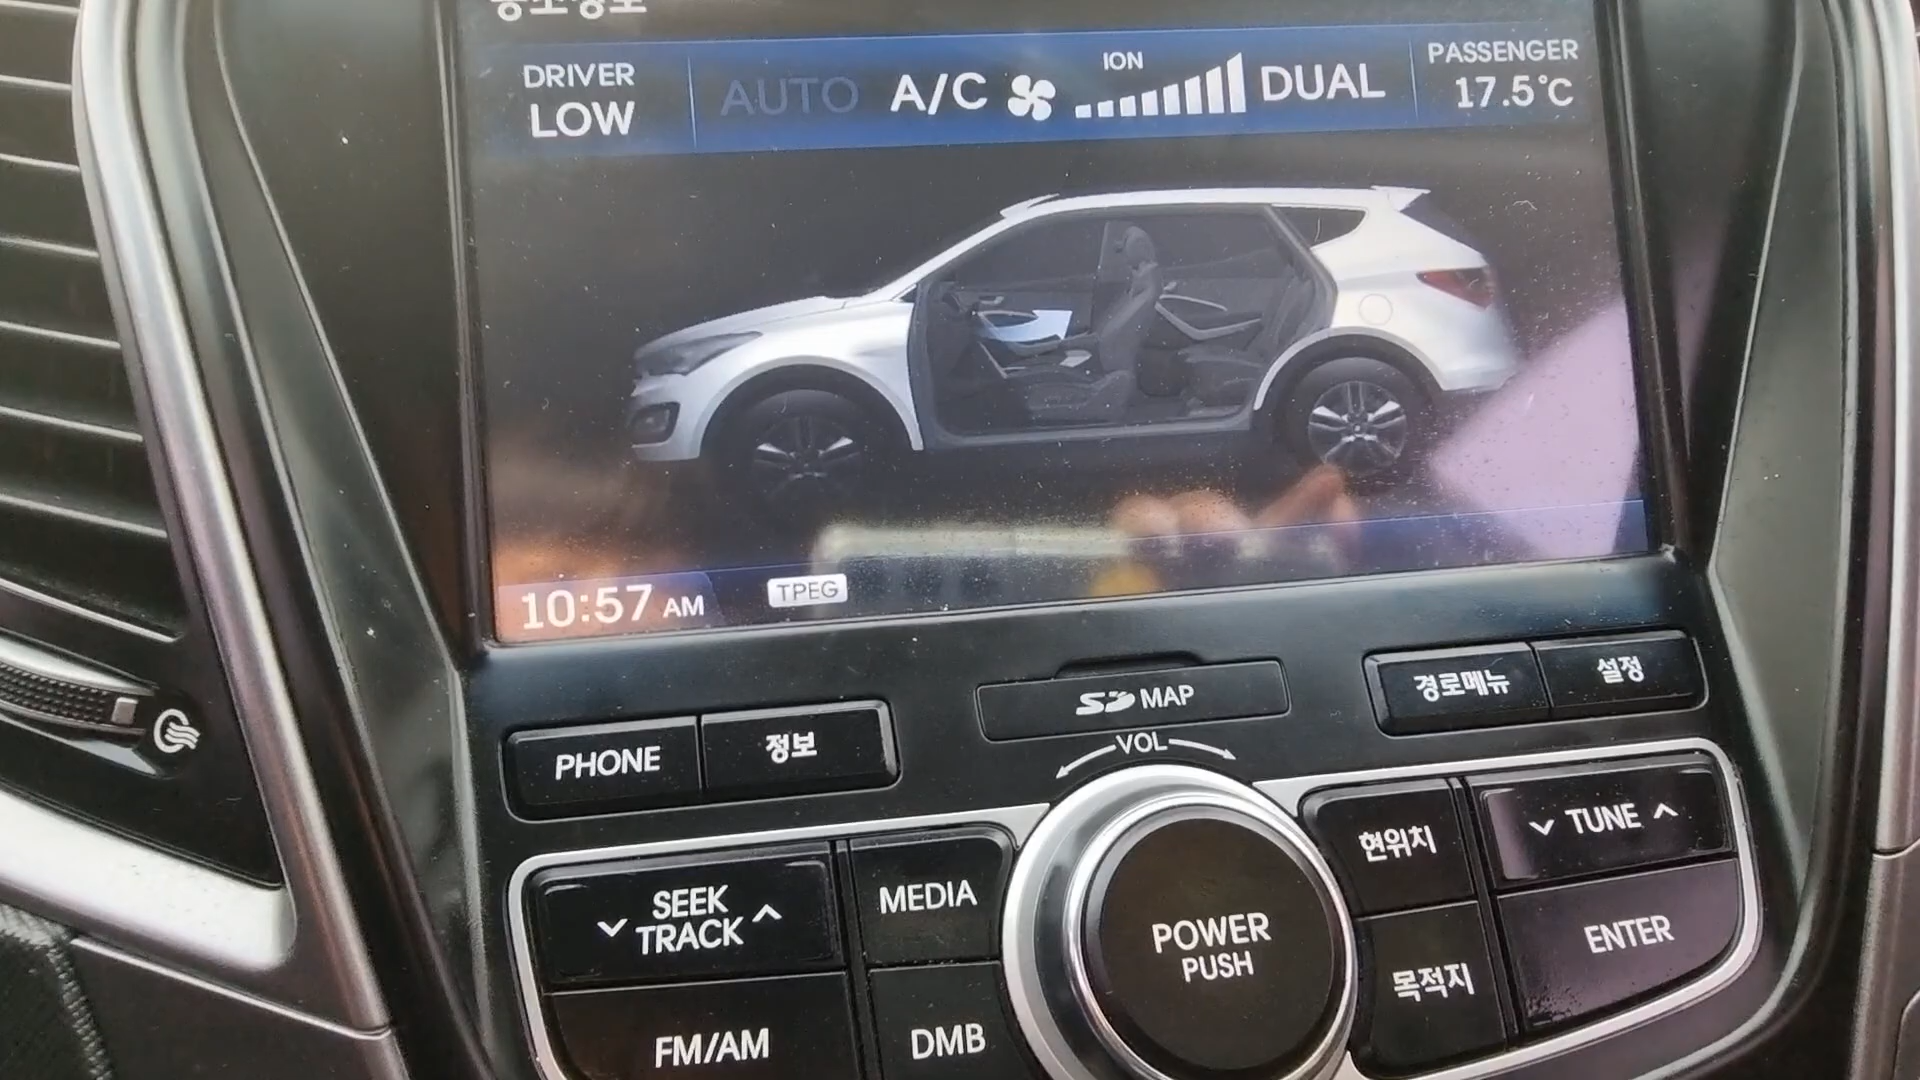 DRIVER
LOW
AUTO A/C ION DUAL
PASSENGER
17.5°C
10:57 AM TPEG
SD MAP
경로메뉴 설정
PHONE 정보
VOL
SEEK
TRACK
MEDIA
POWER
PUSH
현위치
TUNE
FM/AM
DMB
목적지
ENTER